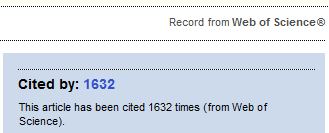 Record from Web of Science®
Cited by: 1632
This article has been cited 1632 times (from Web of
Science).